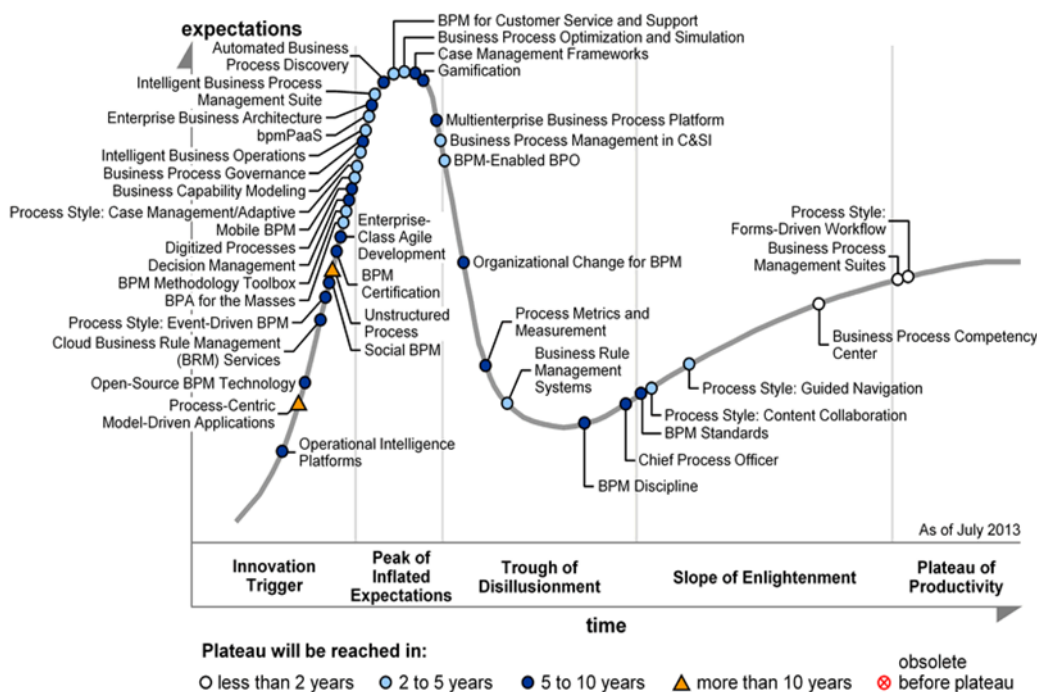 expectations
BPM for Customer Service and Support
Business Process Optimization and Simulation
Case Management Frameworks
Gamification
Automated Business
Process Discovery
Intelligent Business Process
Management Suite
Enterprise Business Architecture
bpmPaaS
Intelligent Business Operations
Business Process Governance
Business Capability Modeling
Process Style: Case Management/Adaptive
Mobile BPM
Digitized Processes
Decision Management
BPM Methodology Toolbox
BPA for the Masses
Process Style: Event-Driven BPM
Cloud Business Rule Management
(BRM) Services
Open-Source BPM Technology
Process-Centric
Model-Driven Applications
Operational Intelligence
Platforms
Enterprise-
Class Agile
Development
BPM
Certification
Unstructured
Process
Social BPM
Multienterprise Business Process Platform
Business Process Management in C&SI
BPM-Enabled BPO
Organizational Change for BPM
Process Metrics and
Measurement
Business Rule
Management
Systems
BPM Discipline
Chief Process Officer
BPM Standards
Process Style: Content Collaboration
Process Style: Guided Navigation
Business Process Competency
Center
Process Style:
Forms-Driven Workflow
Business Process
Management Suites
As of July 2013
Innovation
Trigger
Peak of
Inflated
Expectations
Trough of
Disillusionment
Slope of Enlightenment
Plateau of
Productivity
time
Plateau will be reached in:
less than 2 years
2 to 5 years
5 to 10 years
more than 10 years
obsolete
before plateau